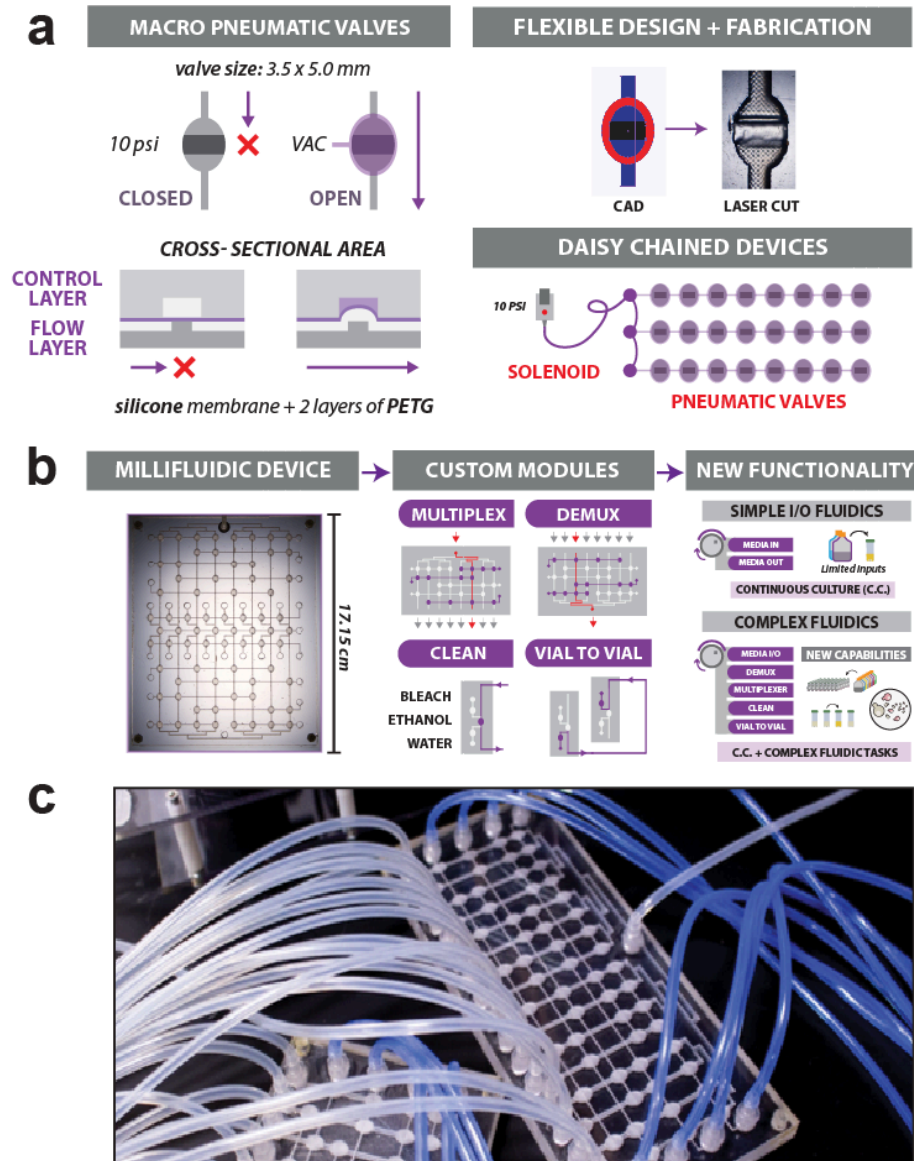 a
MACRO PNEUMATIC VALVES
valve size: 3.5 x 5.0 mm
10 psi
VAC
CLOSED
OPEN
CROSS- SECTIONAL AREA
CONTROL
LAYER
FLOW
LAYER
silicone membrane + 2 layers of PETG
FLEXIBLE DESIGN + FABRICATION
CAD
LASER CUT
DAISY CHAINED DEVICES
10 PSI
SOLENOID
PNEUMATIC VALVES
b
MILLIFLUIDIC DEVICE
17.15 cm
CUSTOM MODULES
MULTIPLEX
DEMUX
CLEAN
VIAL TO VIAL
BLEACH
ETHANOL
WATER
NEW FUNCTIONALITY
SIMPLE I/O FLUIDICS
MEDIA IN
MEDIA OUT
Limited inputs
CONTINUOUS CULTURE (C.C.)
COMPLEX FLUIDICS
MEDIA I/O
DEMUX
MULTIPLEXER
CLEAN
VIAL TO VIAL
NEW CAPABILITIES
C.C. + COMPLEX FLUIDIC TASKS
c